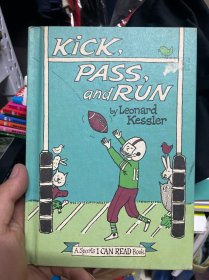 KiCK,
PASS,
and RUN
by Leonard
Kessler
A Sports I CAN READ Book